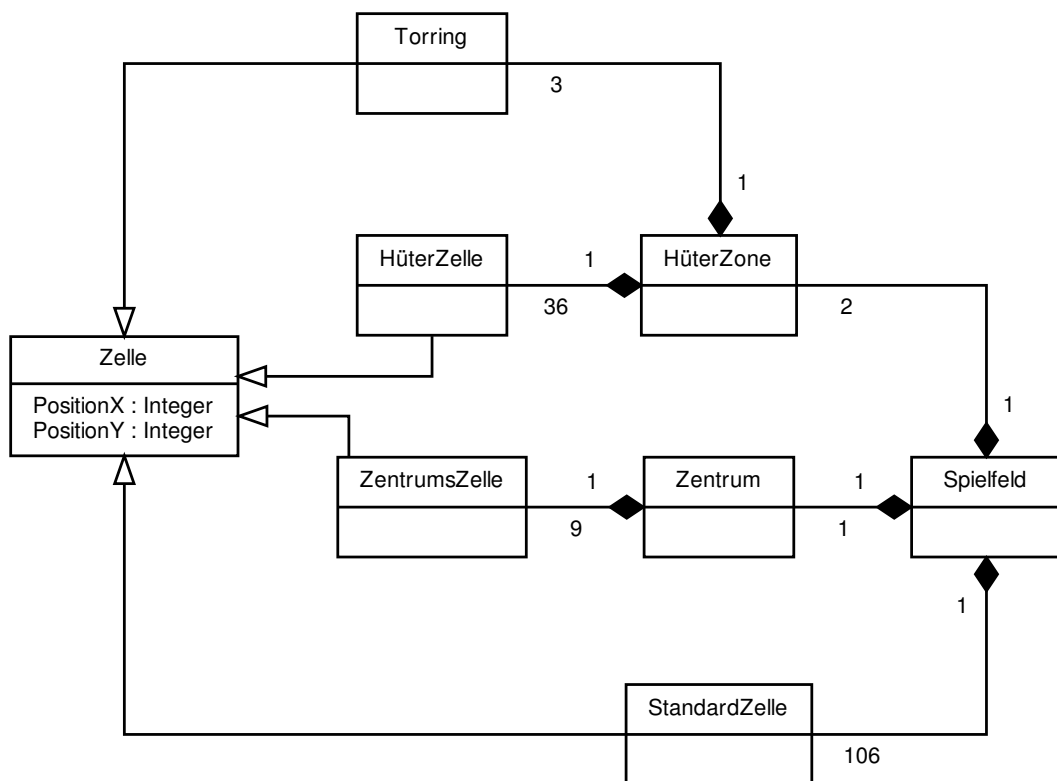 Torring
3
1
HüterZelle
1
36
HüterZone
2
1
Zelle
PositionX : Integer
PositionY : Integer
ZentrumsZelle
1
9
Zentrum
1
1
Spielfeld
1
StandardZelle
106